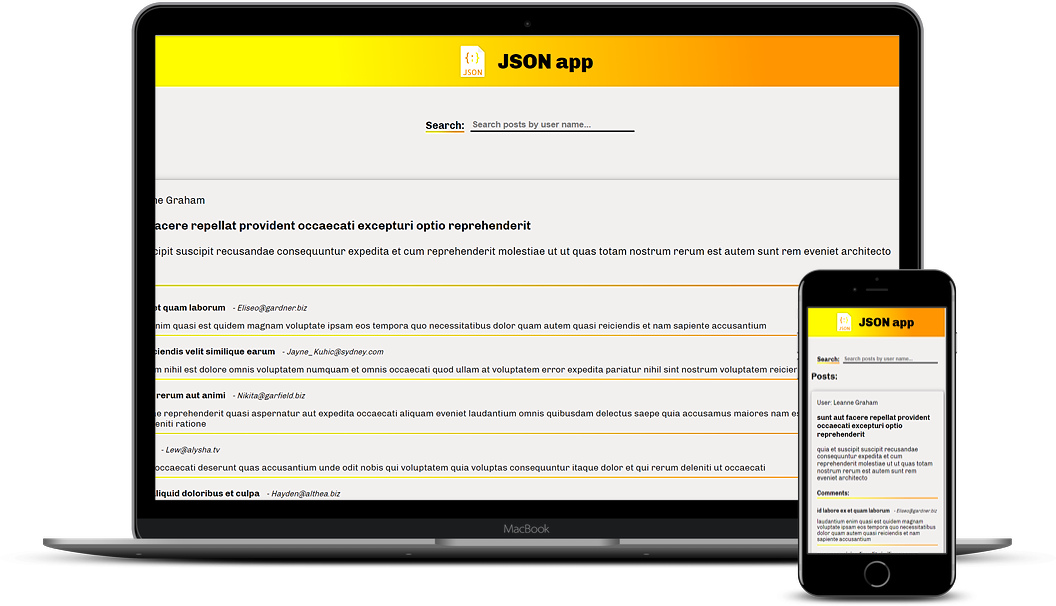 {:}
JSON
JSON app
Search: Search posts by user name...
ne Graham
acere repellat provident occaecati excepturi optio reprehenderit
cipit suscipit recusandae consequuntur expedita et cum reprehenderit molestiae ut ut quas totam nostrum rerum est autem sunt rem eveniet architecto
et quam laborum - Eliseo@gardner.biz
enim quasi est quidem magnam voluptate ipsam eos tempora quo necessitatibus dolor quam autem quasi reiciendis et nam sapiente accusantium
ciendis velit similique earum - Jayne_Kuhic@sydney.com
m nihil est dolore omnis voluptatem numquam et omnis occaecati quod ullam at voluptatem error expedita pariatur nihil sint nostrum voluptatem reicien
rerum aut animi - Nikita@garfield.biz
e reprehenderit quasi aspernatur aut expedita occaecati aliquam eveniet laudantium omnis quibusdam delectus saepe quia accusamus maiores nam es
eniti ratione
- Lew@alysha.tv
occaecati deserunt quas accusantium unde odit nobis qui voluptatem quia voluptas consequuntur itaque dolor et qui rerum deleniti ut occaecati
liquid doloribus et culpa - Hayden@althea.biz
MacBook
JSON
JSON app
Search: Search posts by user name...
Posts:
User: Leanne Graham
sunt aut facere repellat provident
occaecati excepturi optio
reprehenderit
quia et suscipit suscipit recusandae
consequuntur expedita et cum
reprehenderit molestiae ut ut quas totam
nostrum rerum est autem sunt rem
eveniet architecto
Comments:
id labore ex et quam laborum - Eliseo@gardner.biz
laudantium enim quasi est quidem magnam
voluptate ipsam eos tempora quo necessitatibus
dolor quam autem quasi reiciendis et nam
sapiente accusantium